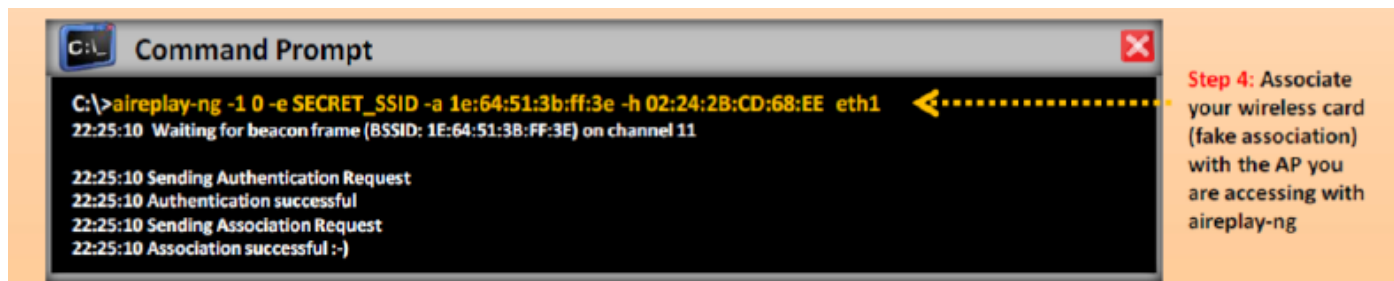 C:\_
Command Prompt
C:\>aireplay-ng -1 0 -e SECRET_SSID -a 1e:64:51:3b:ff:3e -h 02:24:2B:CD:68:EE eth1
22:25:10 Waiting for beacon frame (BSSID: 1E:64:51:3B:FF:3E) on channel 11
22:25:10 Sending Authentication Request
22:25:10 Authentication successful
22:25:10 Sending Association Request
22:25:10 Association successful :-)
Step 4: Associate
your wireless card
(fake association)
with the AP you
are accessing with
aireplay-ng